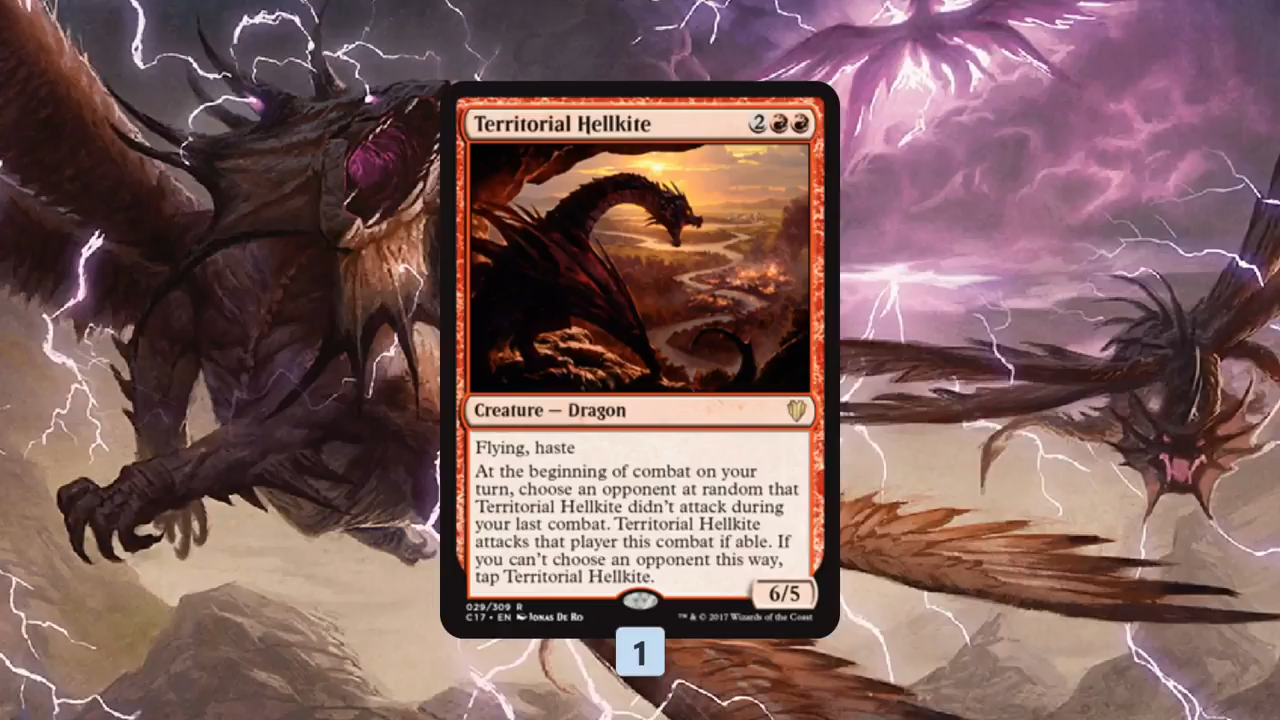 Territorial Hellkite 2
Creature — Dragon
Flying, haste
At the beginning of combat on your
turn, choose an opponent at random that
Territorial Hellkite didn't attack during
your last combat. Territorial Hellkite
attacks that player this combat if able. If
you can't choose an opponent this way,
tap Territorial Hellkite.
6/5
029/309 R
C17 • EN Jonas De Ro
™ & © 2017 Wizards of the Coast
1